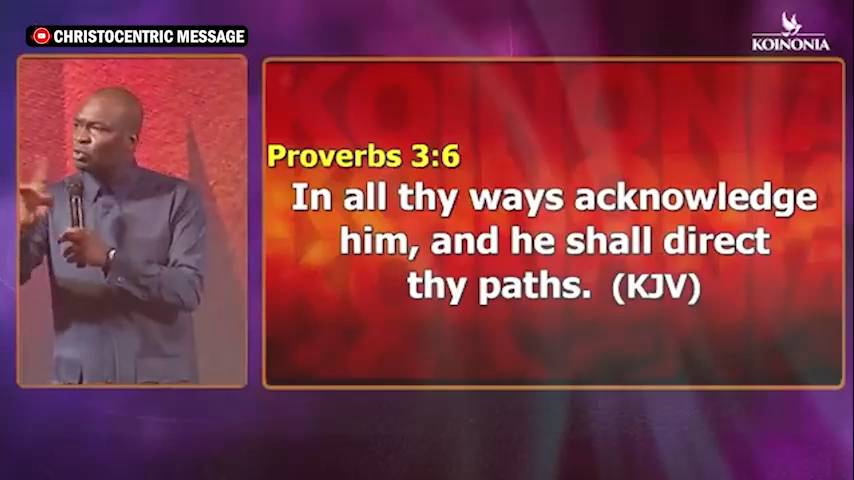 CHRISTOCENTRIC MESSAGE
KOINONIA
Proverbs 3:6
In all thy ways acknowledge
him, and he shall direct
thy paths. (KJV)